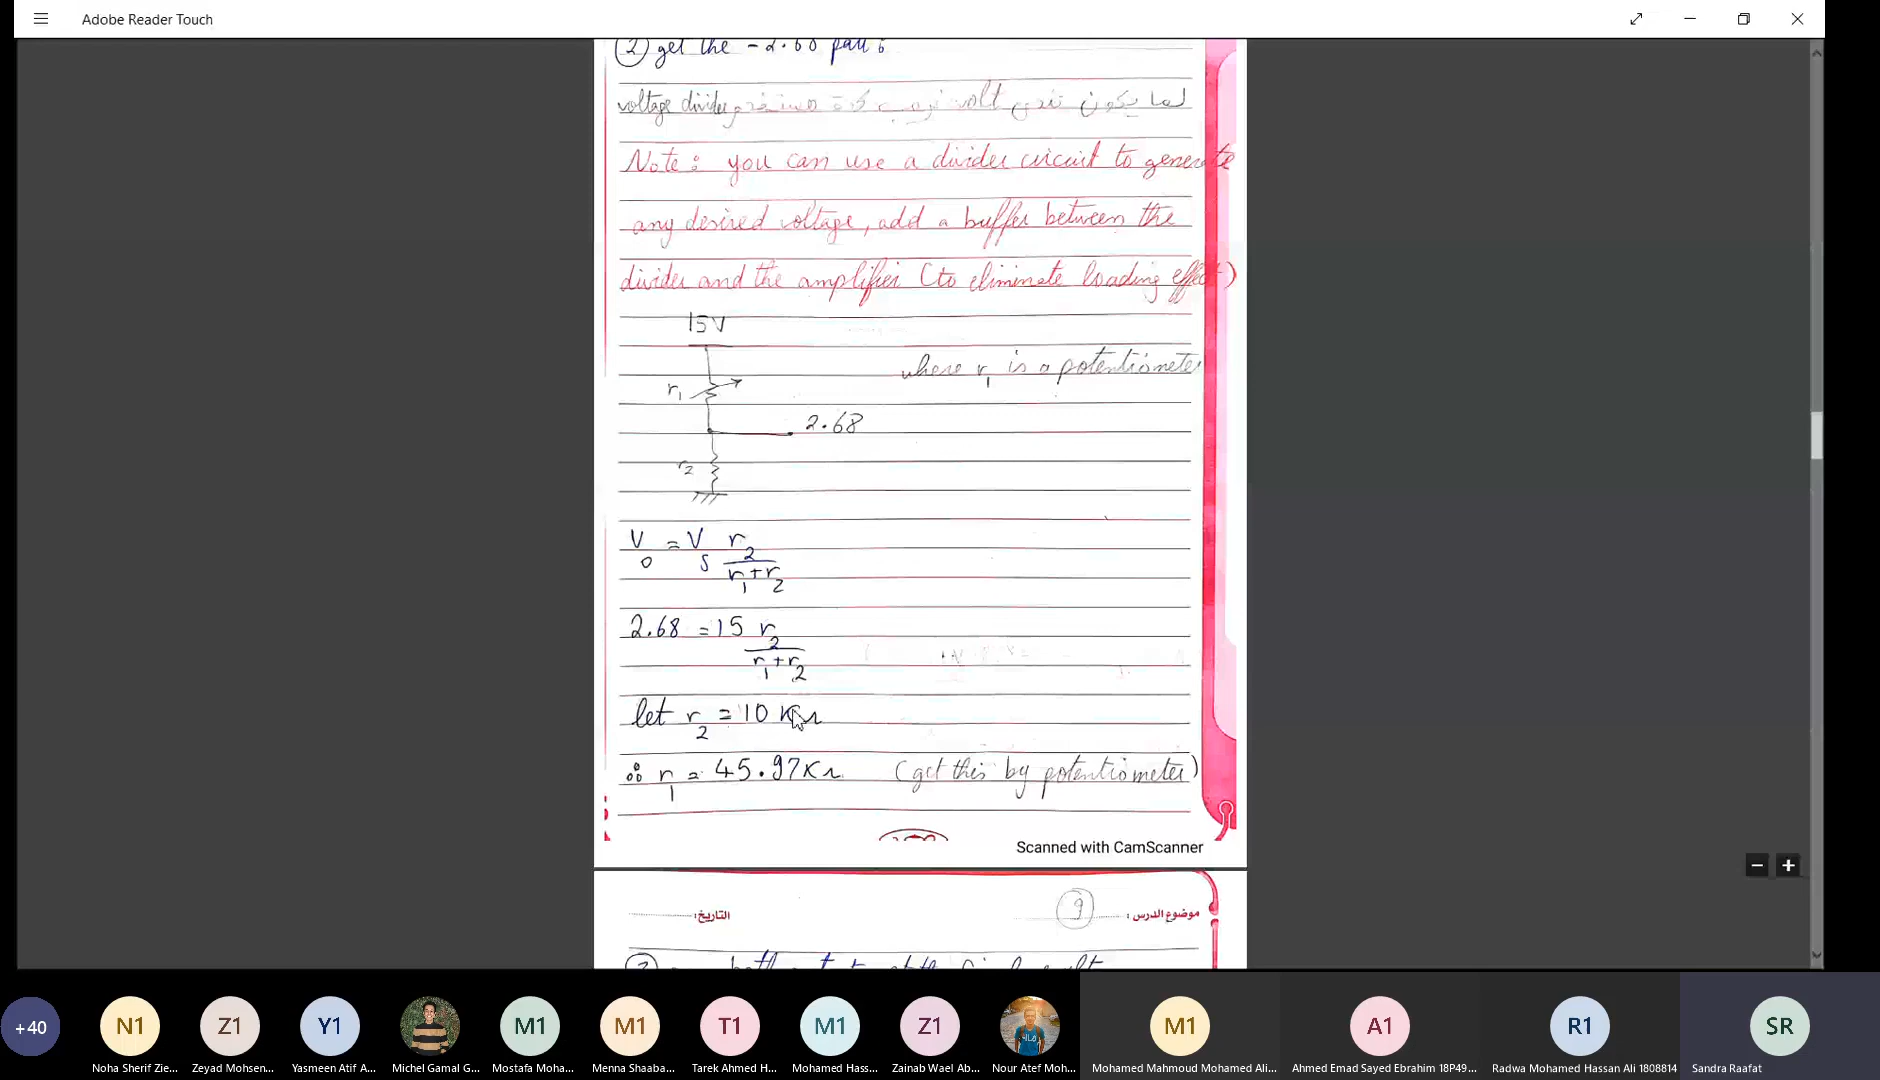 Adobe Reader Touch
② get the - 2.68 part :
voltage divider volt لما يكون
Note : you can use a divider circuit to generate
any desired voltage, add a buffer between the
divider and the amplifier (to eliminate loading effect)
15V
where r1 is a potentiometer
r1
2.68
r2
V0 = Vs r2 / (r1 + r2)
2.68 = 15 r2 / (r1 + r2)
let r2 = 10 KΩ
∴ r1 = 45.97 KΩ (get this by potentiometer)
Scanned with CamScanner
موضوع الدرس : 9 التاريخ :
+40
N1 Z1 Y1 M1 M1 T1 M1 Z1 M1 A1 R1 SR
Noha Sherif Zie... Zeyad Mohsen... Yasmeen Atif A... Michel Gamal G... Mostafa Moha... Menna Shaaba... Tarek Ahmed H... Mohamed Hass... Zainab Wael Ab... Nour Atef Moh... Mohamed Mahmoud Mohamed Ali... Ahmed Emad Sayed Ebrahim 18P49... Radwa Mohamed Hassan Ali 1808814 Sandra Raafat